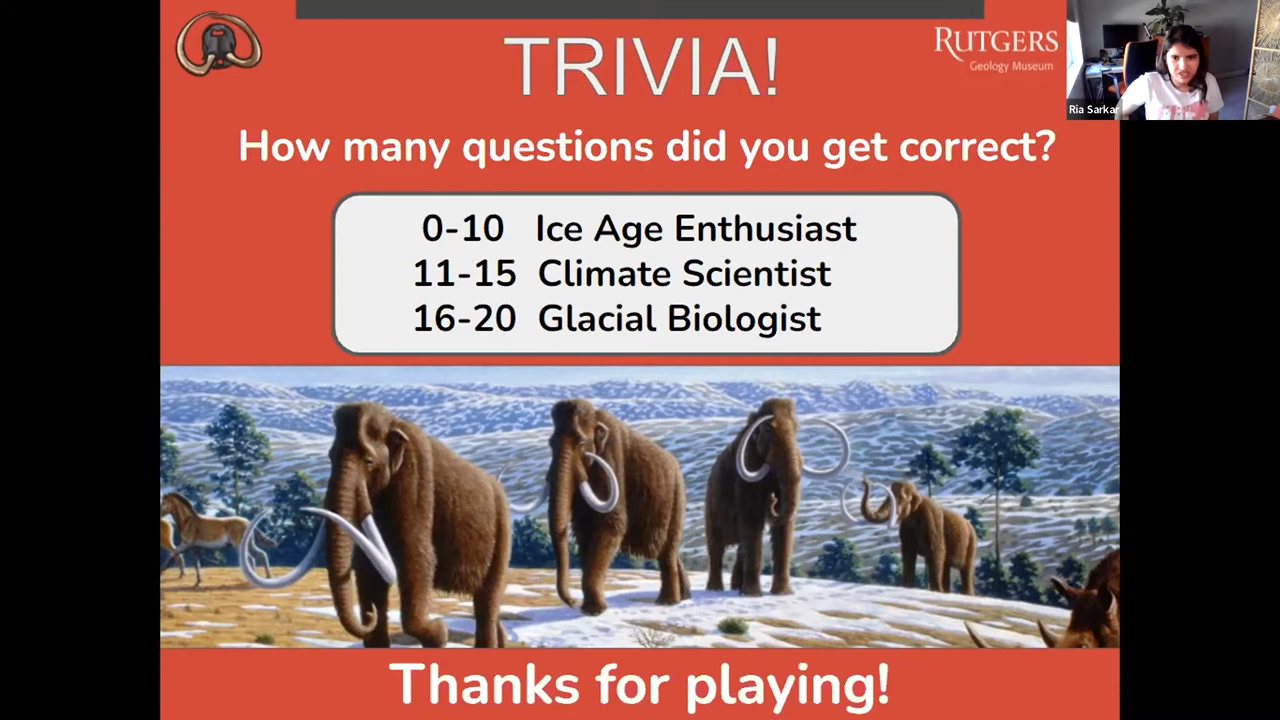 TRIVIA!
RUTGERS
Geology Museum
Ria Sarkar
How many questions did you get correct?
0-10 Ice Age Enthusiast
11-15 Climate Scientist
16-20 Glacial Biologist
Thanks for playing!